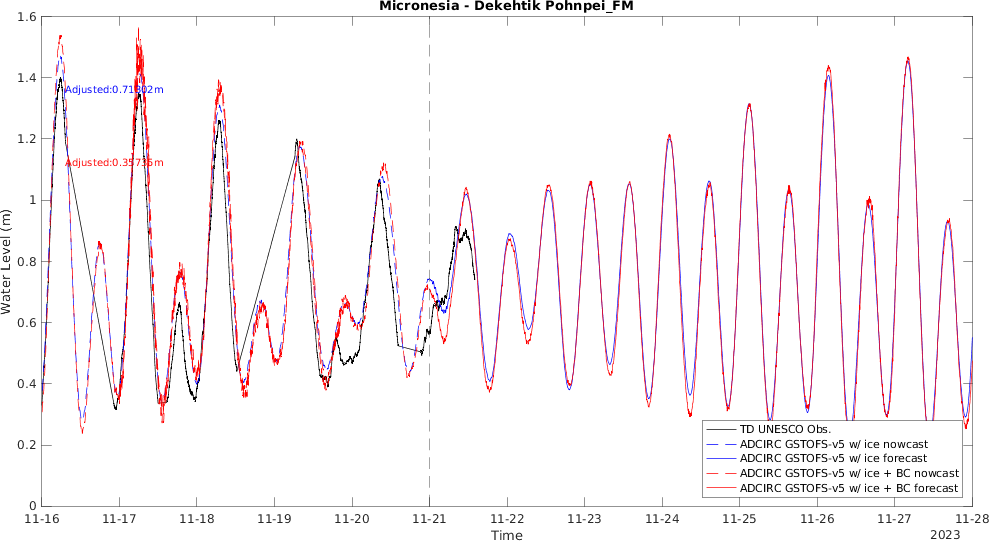 Micronesia - Dekehtik Pohnpei_FM
Water Level (m)
1.6
1.4
1.2
1
0.8
0.6
0.4
0.2
0
Adjusted:0.71802m
Adjusted:0.35735m
TD UNESCO Obs.
ADCIRC GSTOFS-v5 w/ ice nowcast
ADCIRC GSTOFS-v5 w/ ice forecast
ADCIRC GSTOFS-v5 w/ ice + BC nowcast
ADCIRC GSTOFS-v5 w/ ice + BC forecast
11-16 11-17 11-18 11-19 11-20 11-21 11-22 11-23 11-24 11-25 11-26 11-27 11-28
Time
2023